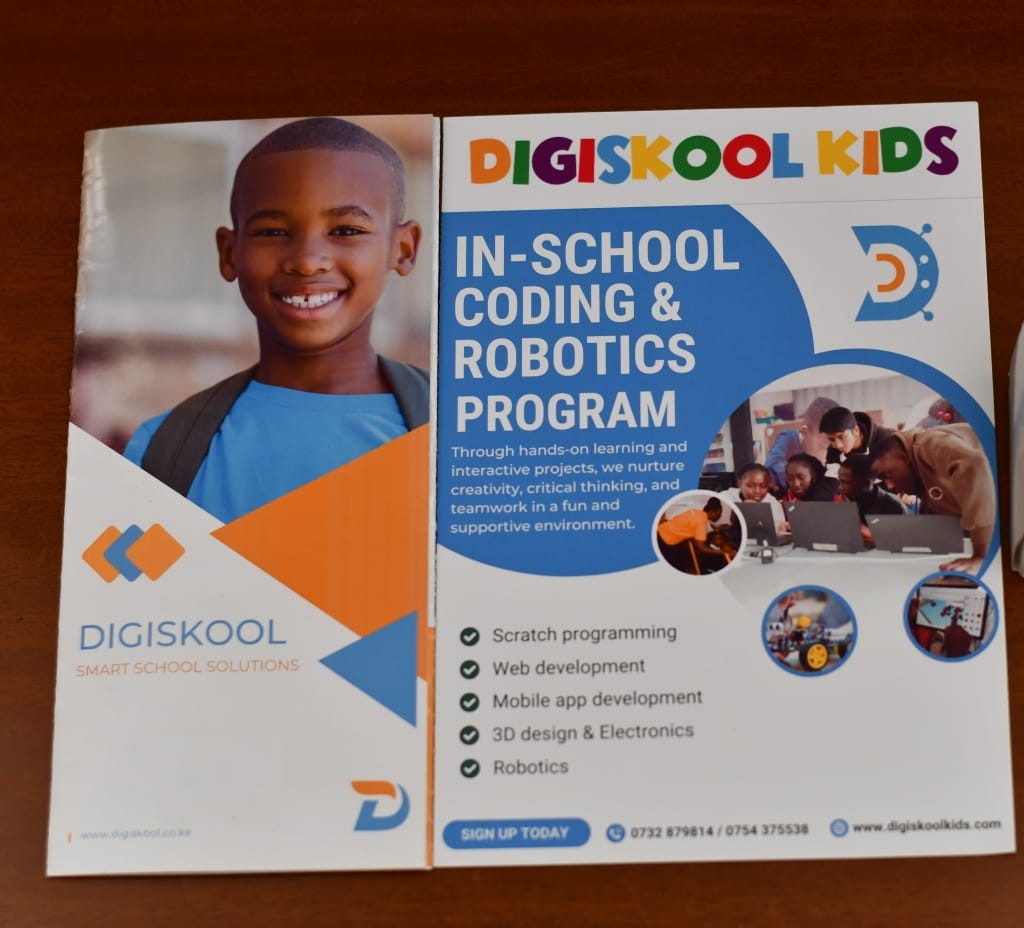 DIGISKOOL
SMART SCHOOL SOLUTIONS
www.digiskool.co.ke
DIGISKOOL KIDS
IN-SCHOOL
CODING &
ROBOTICS
PROGRAM
Through hands-on learning and
interactive projects, we nurture
creativity, critical thinking, and
teamwork in a fun and
supportive environment.
Scratch programming
Web development
Mobile app development
3D design & Electronics
Robotics
SIGN UP TODAY 0732 879814 / 0754 375538 www.digiskoolkids.com